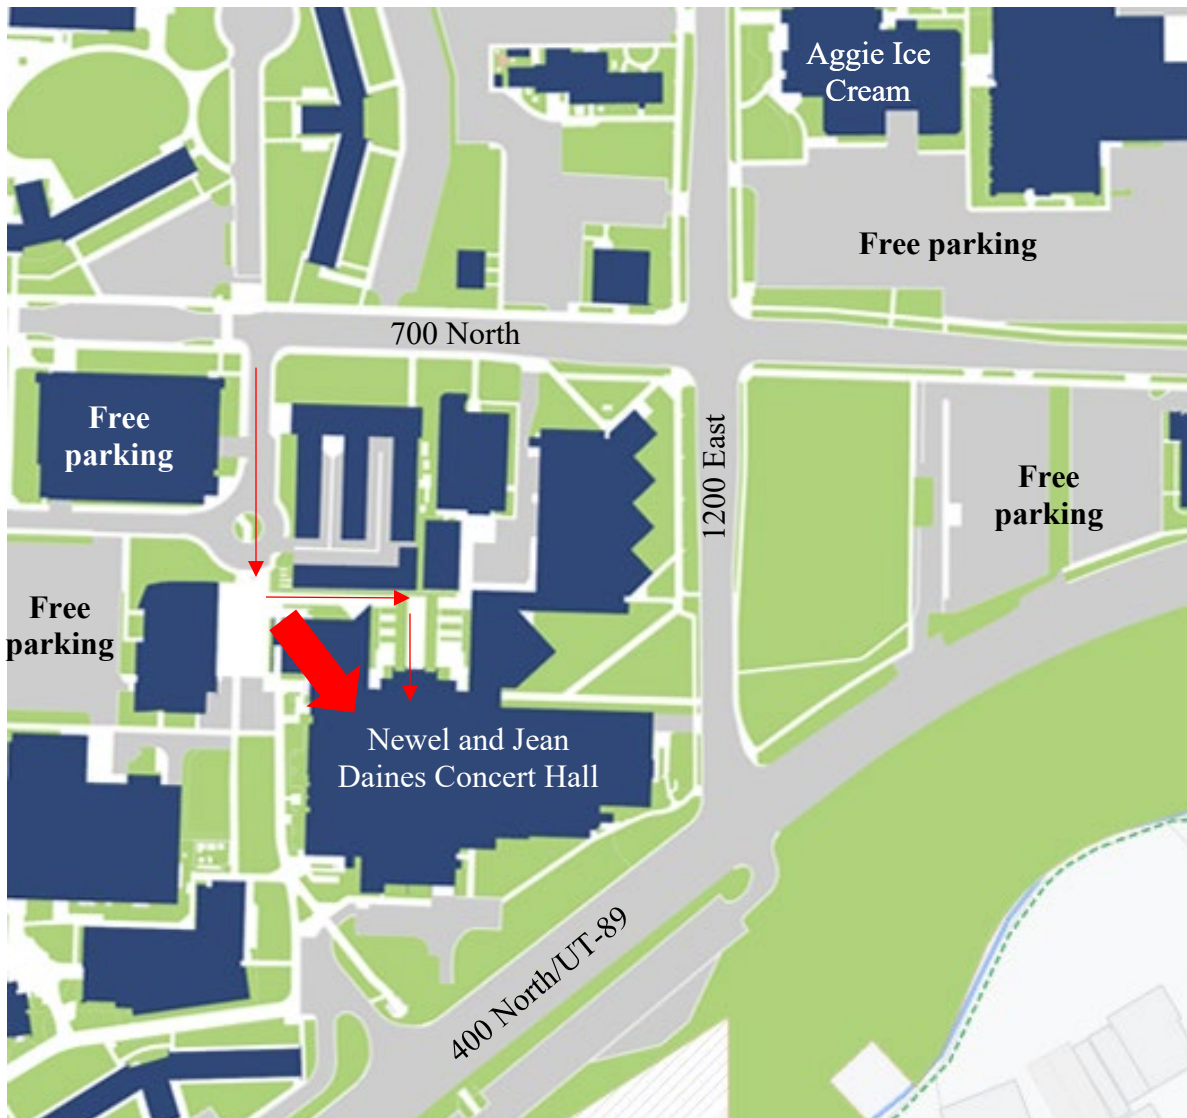 Aggie Ice
Cream
Free parking
700 North
Free
parking
1200 East
Free
parking
Free
parking
Newel and Jean
Daines Concert Hall
400 North/UT-89